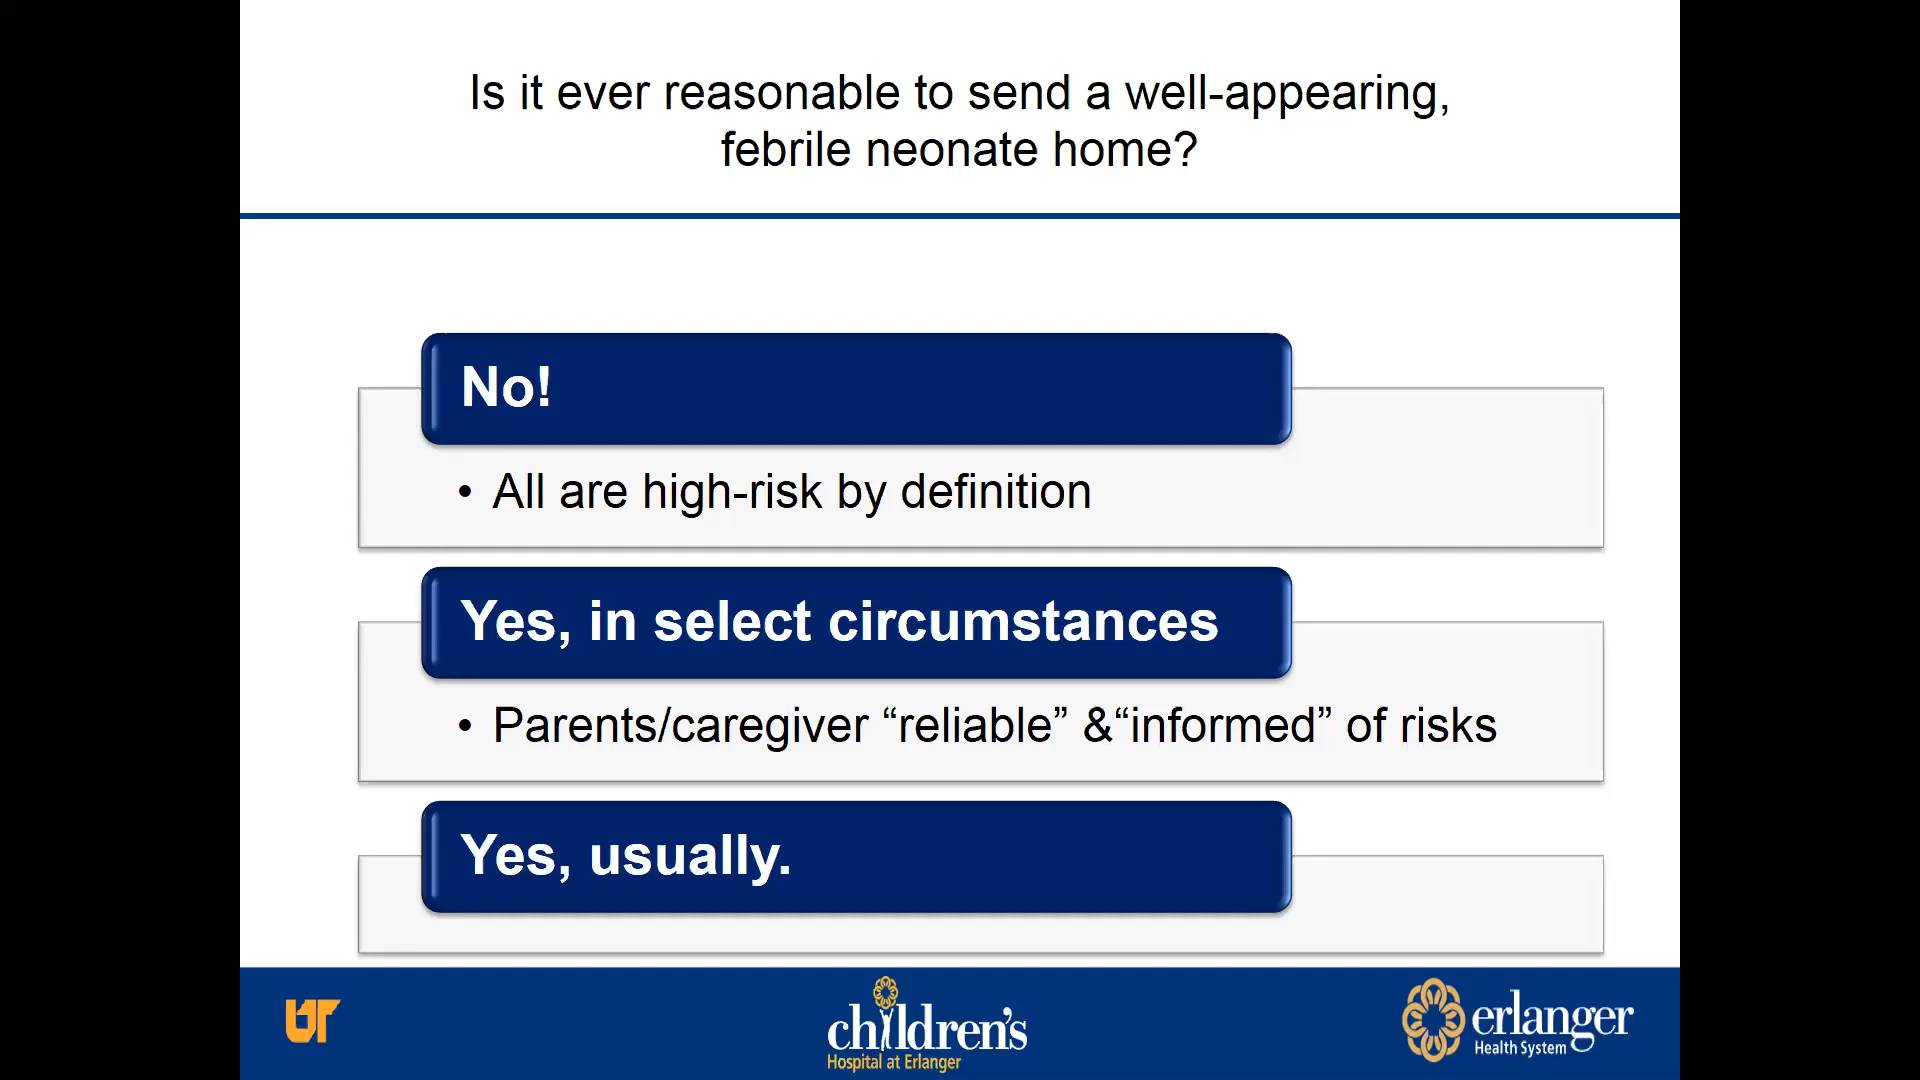 Is it ever reasonable to send a well-appearing,
febrile neonate home?
No!
• All are high-risk by definition
Yes, in select circumstances
• Parents/caregiver “reliable” &“informed” of risks
Yes, usually.
UT
children's
Hospital at Erlanger
erlanger
Health System